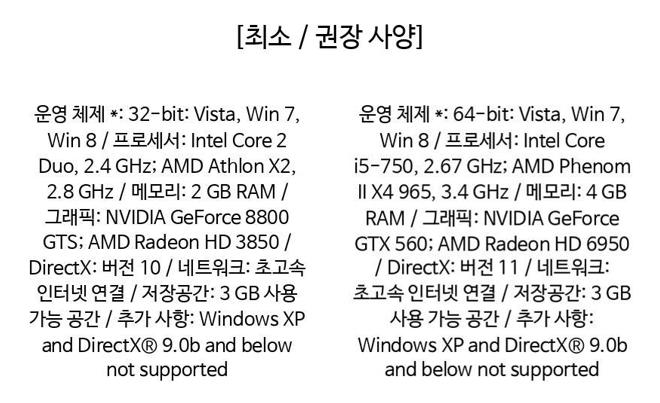 [최소 / 권장 사양]
운영 체제 *: 32-bit: Vista, Win 7,
Win 8 / 프로세서: Intel Core 2
Duo, 2.4 GHz; AMD Athlon X2,
2.8 GHz / 메모리: 2 GB RAM /
그래픽: NVIDIA GeForce 8800
GTS; AMD Radeon HD 3850 /
DirectX: 버전 10 / 네트워크: 초고속
인터넷 연결 / 저장공간: 3 GB 사용
가능 공간 / 추가 사항: Windows XP
and DirectX® 9.0b and below
not supported
운영 체제 *: 64-bit: Vista, Win 7,
Win 8 / 프로세서: Intel Core
i5-750, 2.67 GHz; AMD Phenom
II X4 965, 3.4 GHz / 메모리: 4 GB
RAM / 그래픽: NVIDIA GeForce
GTX 560; AMD Radeon HD 6950
/ DirectX: 버전 11 / 네트워크:
초고속 인터넷 연결 / 저장공간: 3 GB
사용 가능 공간 / 추가 사항:
Windows XP and DirectX® 9.0b
and below not supported